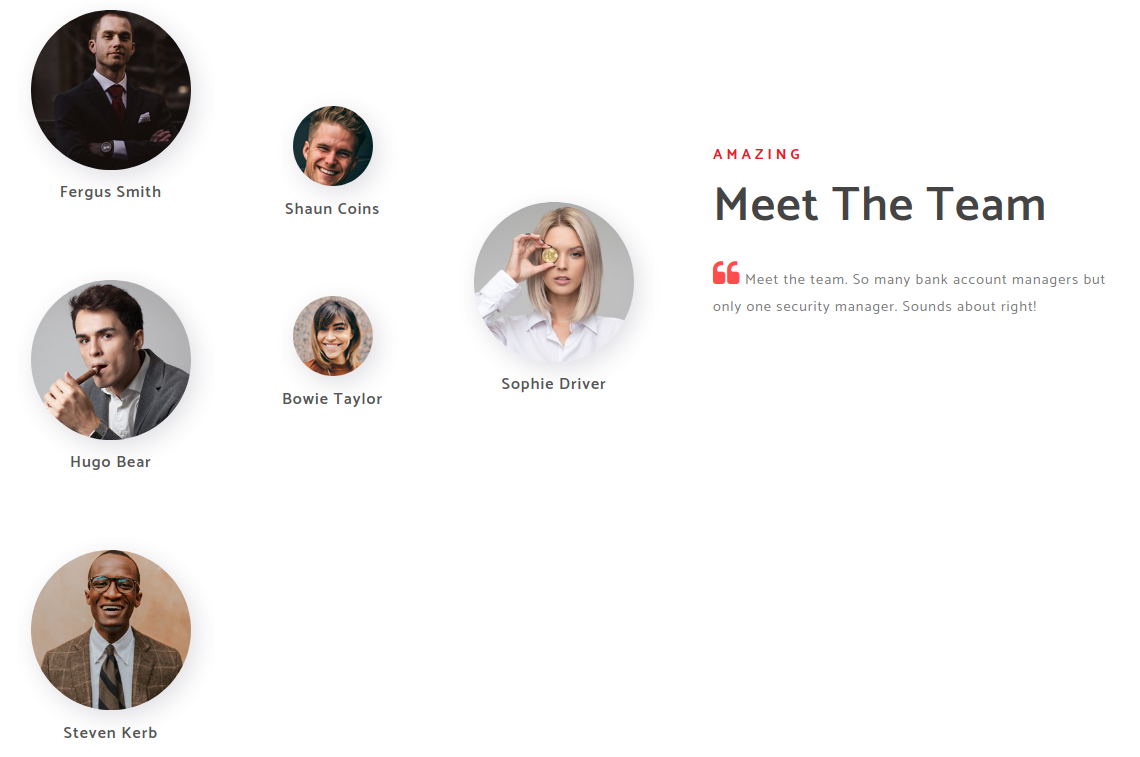 Fergus Smith
Shaun Coins
Hugo Bear
Bowie Taylor
Sophie Driver
Steven Kerb
AMAZING
Meet The Team
Meet the team. So many bank account managers but
only one security manager. Sounds about right!